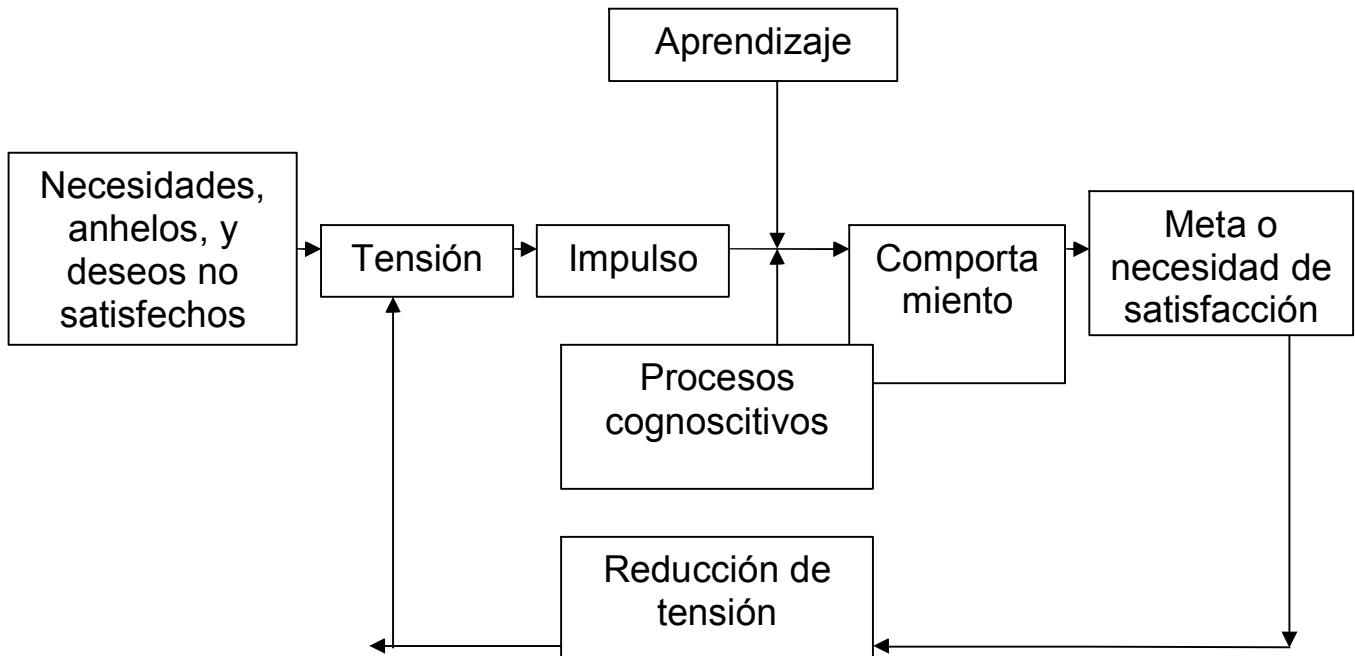 Aprendizaje
Necesidades,
anhelos, y
deseos no
satisfechos
Tensión
Impulso
Comporta
miento
Meta o
necesidad de
satisfacción
Procesos
cognoscitivos
Reducción de
tensión